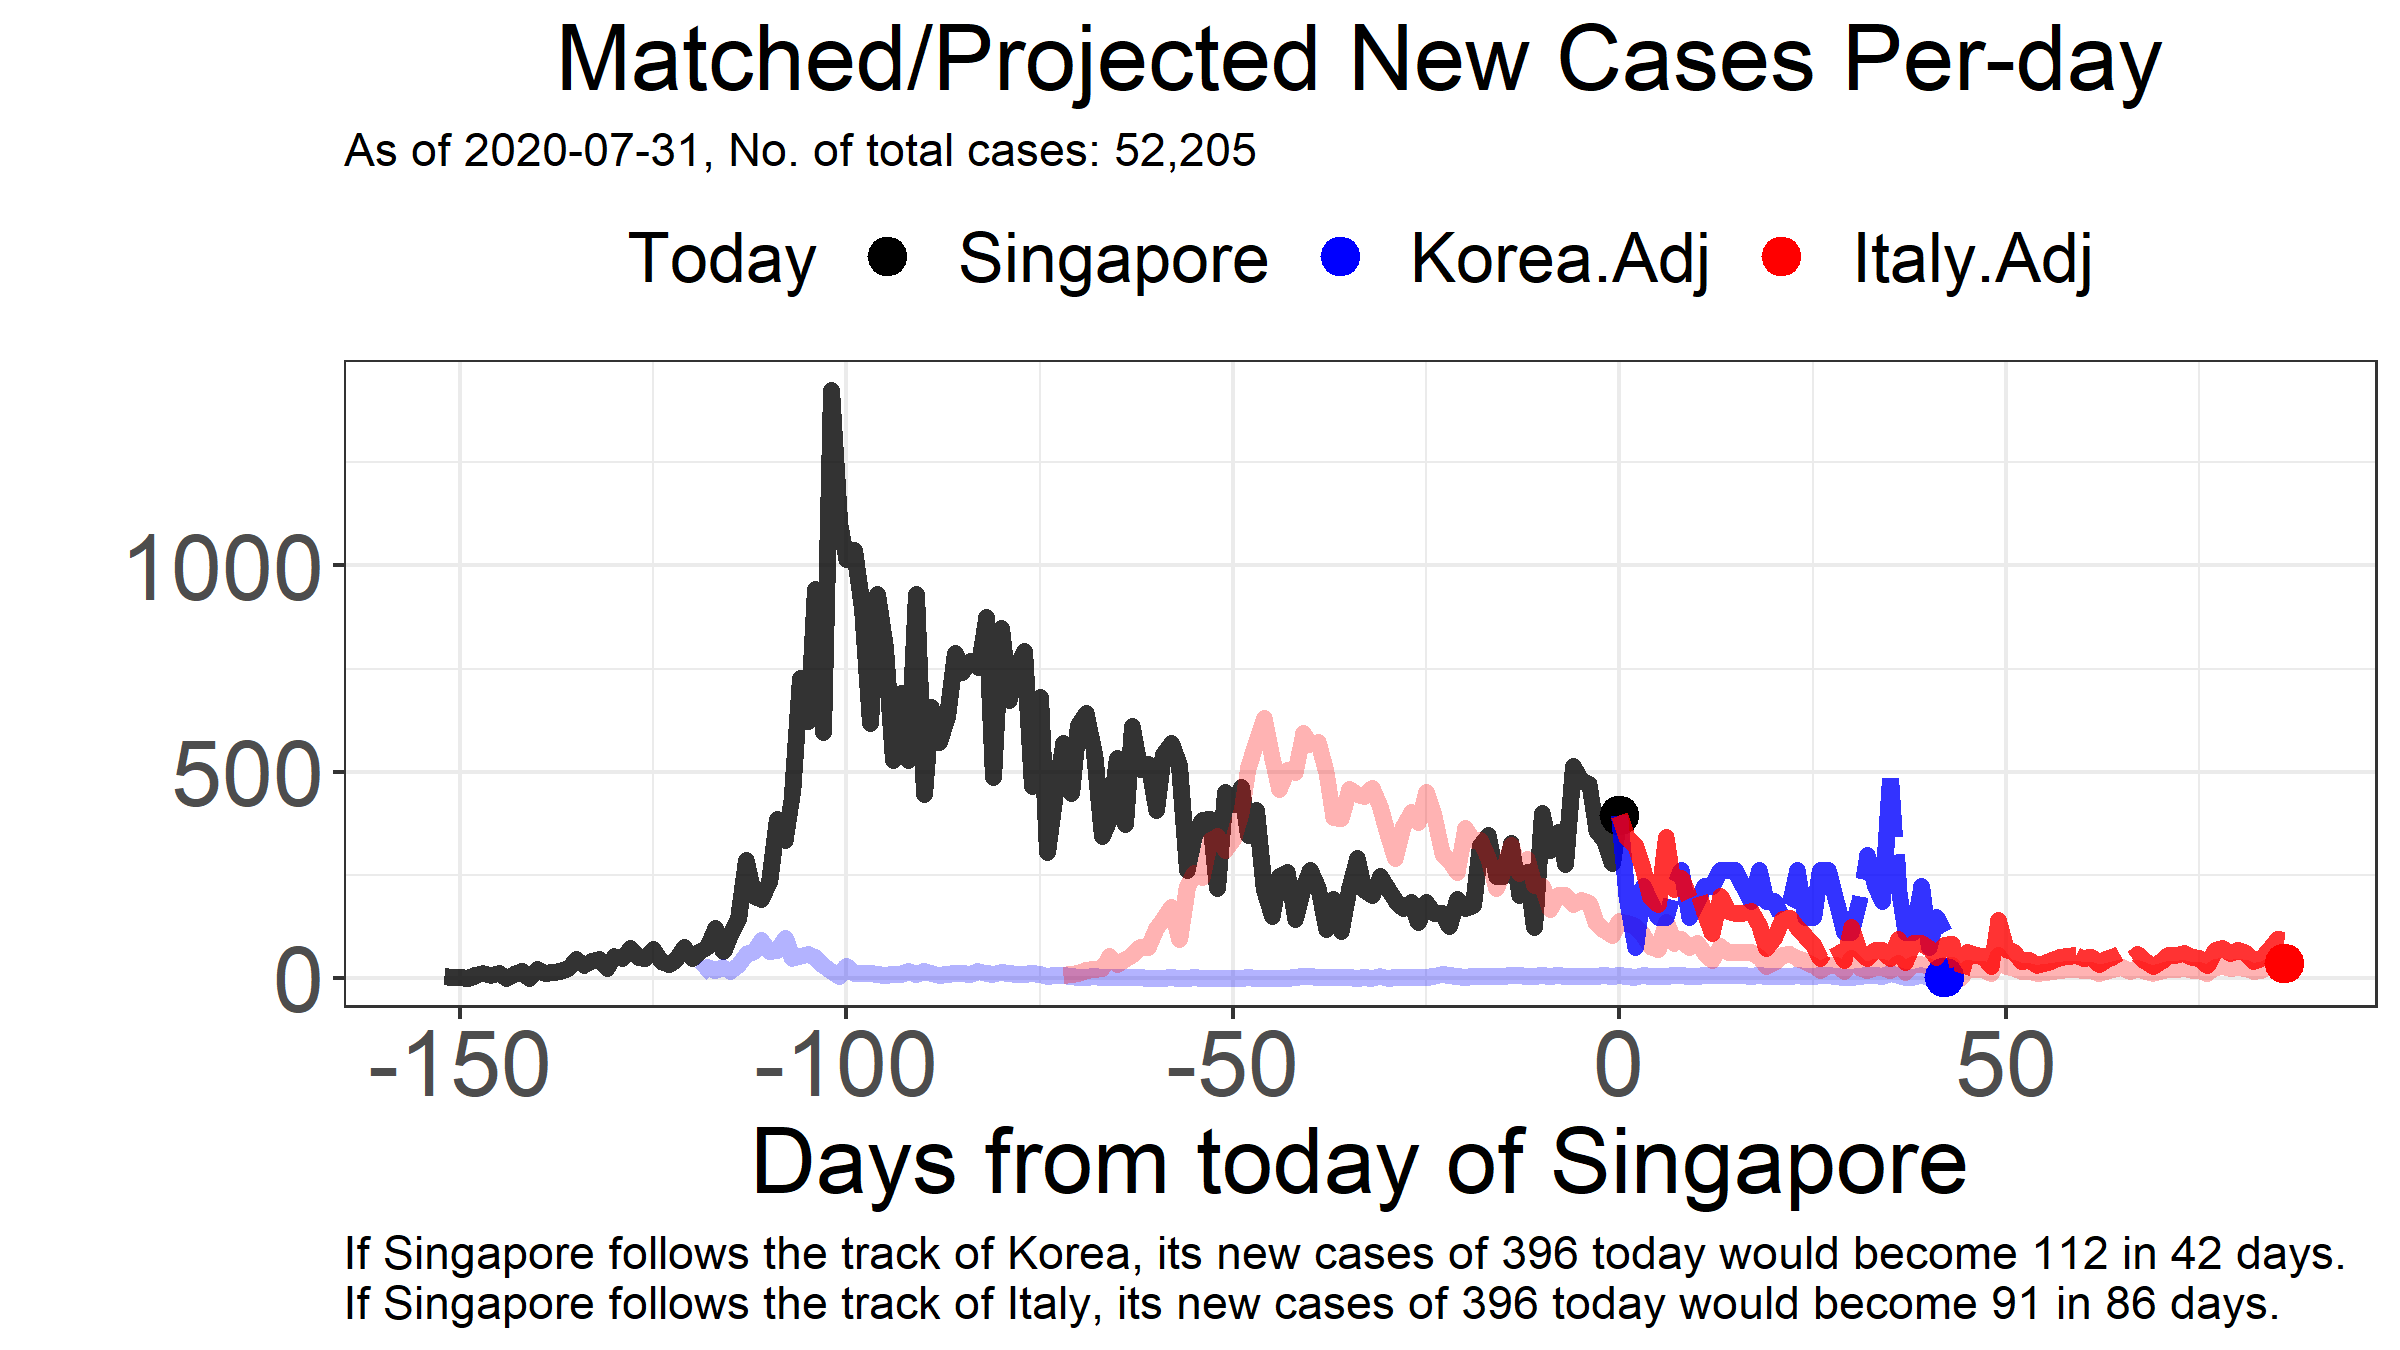 Matched/Projected New Cases Per-day
As of 2020-07-31, No. of total cases: 52,205
Today Singapore Korea.Adj Italy.Adj
1000
500
0
-150 -100 -50 0 50
Days from today of Singapore
If Singapore follows the track of Korea, its new cases of 396 today would become 112 in 42 days.
If Singapore follows the track of Italy, its new cases of 396 today would become 91 in 86 days.